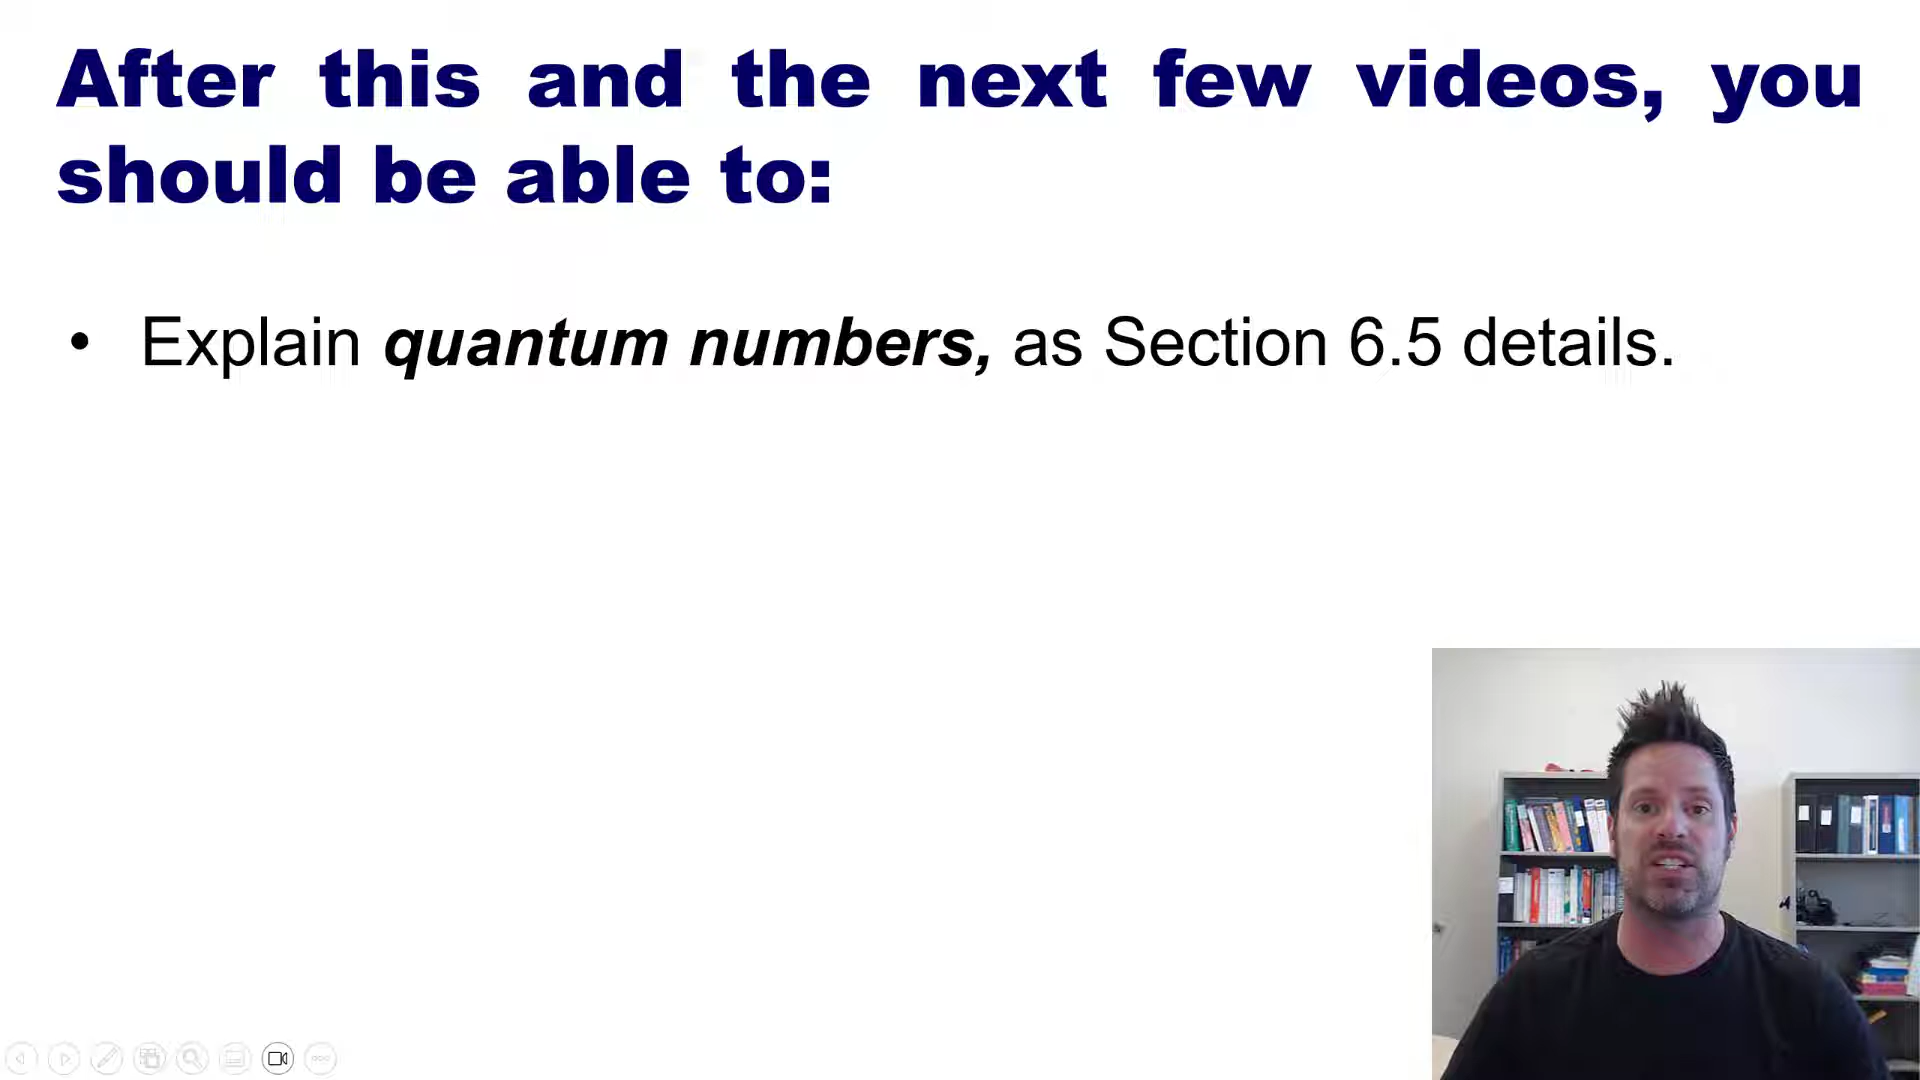 After this and the next few videos, you
should be able to:
• Explain quantum numbers, as Section 6.5 details.